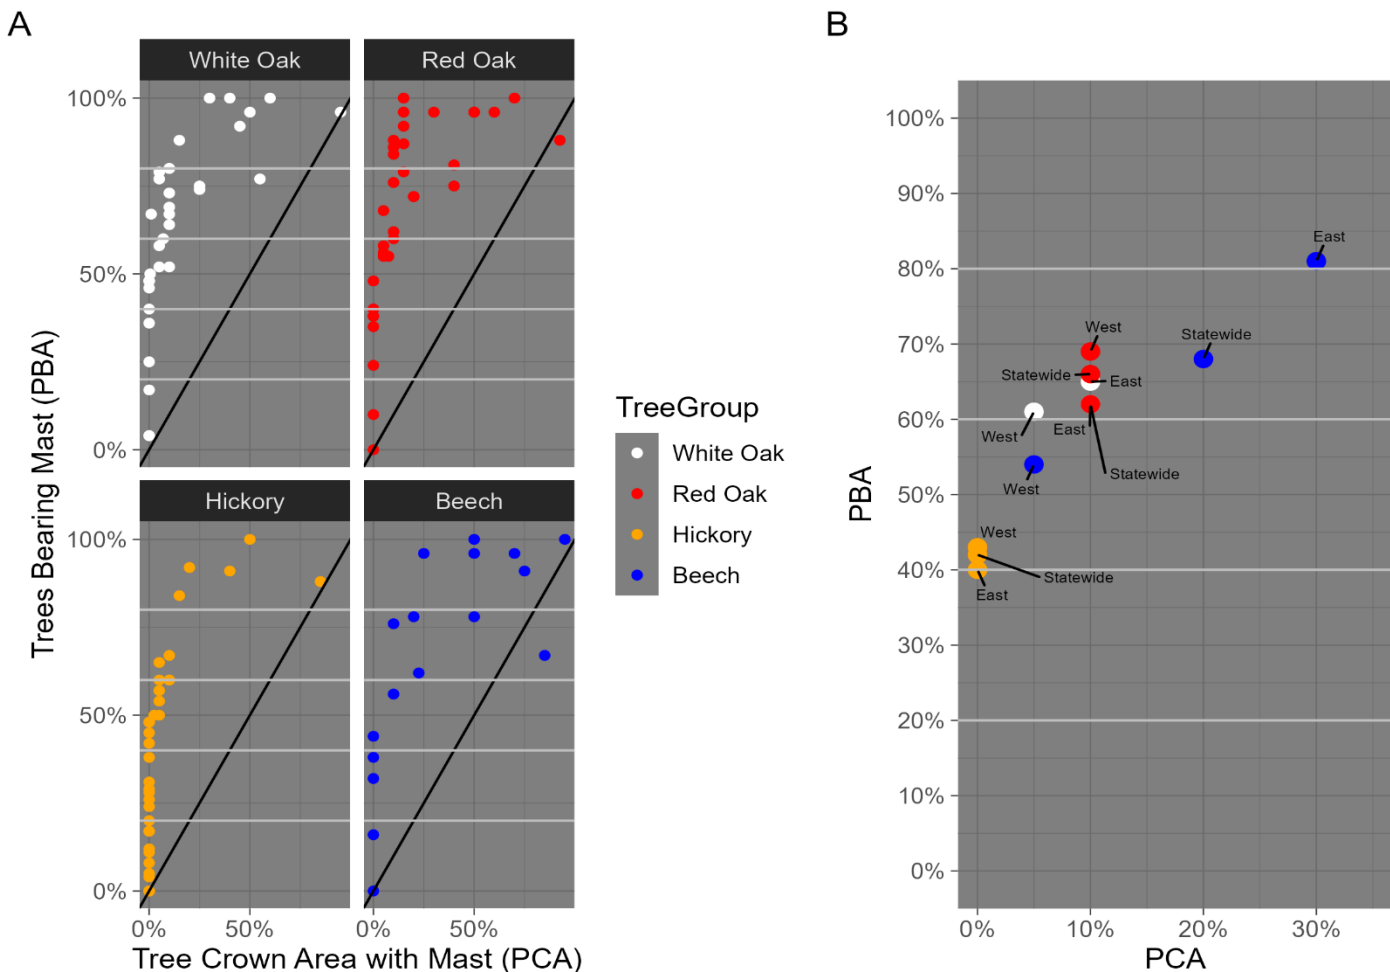 A
White Oak
Red Oak
100%
50%
0%
Hickory
Beech
100%
50%
0%
0%
50%
0%
50%
Trees Bearing Mast (PBA)
Tree Crown Area with Mast (PCA)
TreeGroup
White Oak
Red Oak
Hickory
Beech
B
100%
90%
80%
70%
60%
50%
40%
30%
20%
10%
0%
East
West
Statewide
Statewide
East
West
East
Statewide
West
West
Statewide
East
0%
10%
20%
30%
PBA
PCA